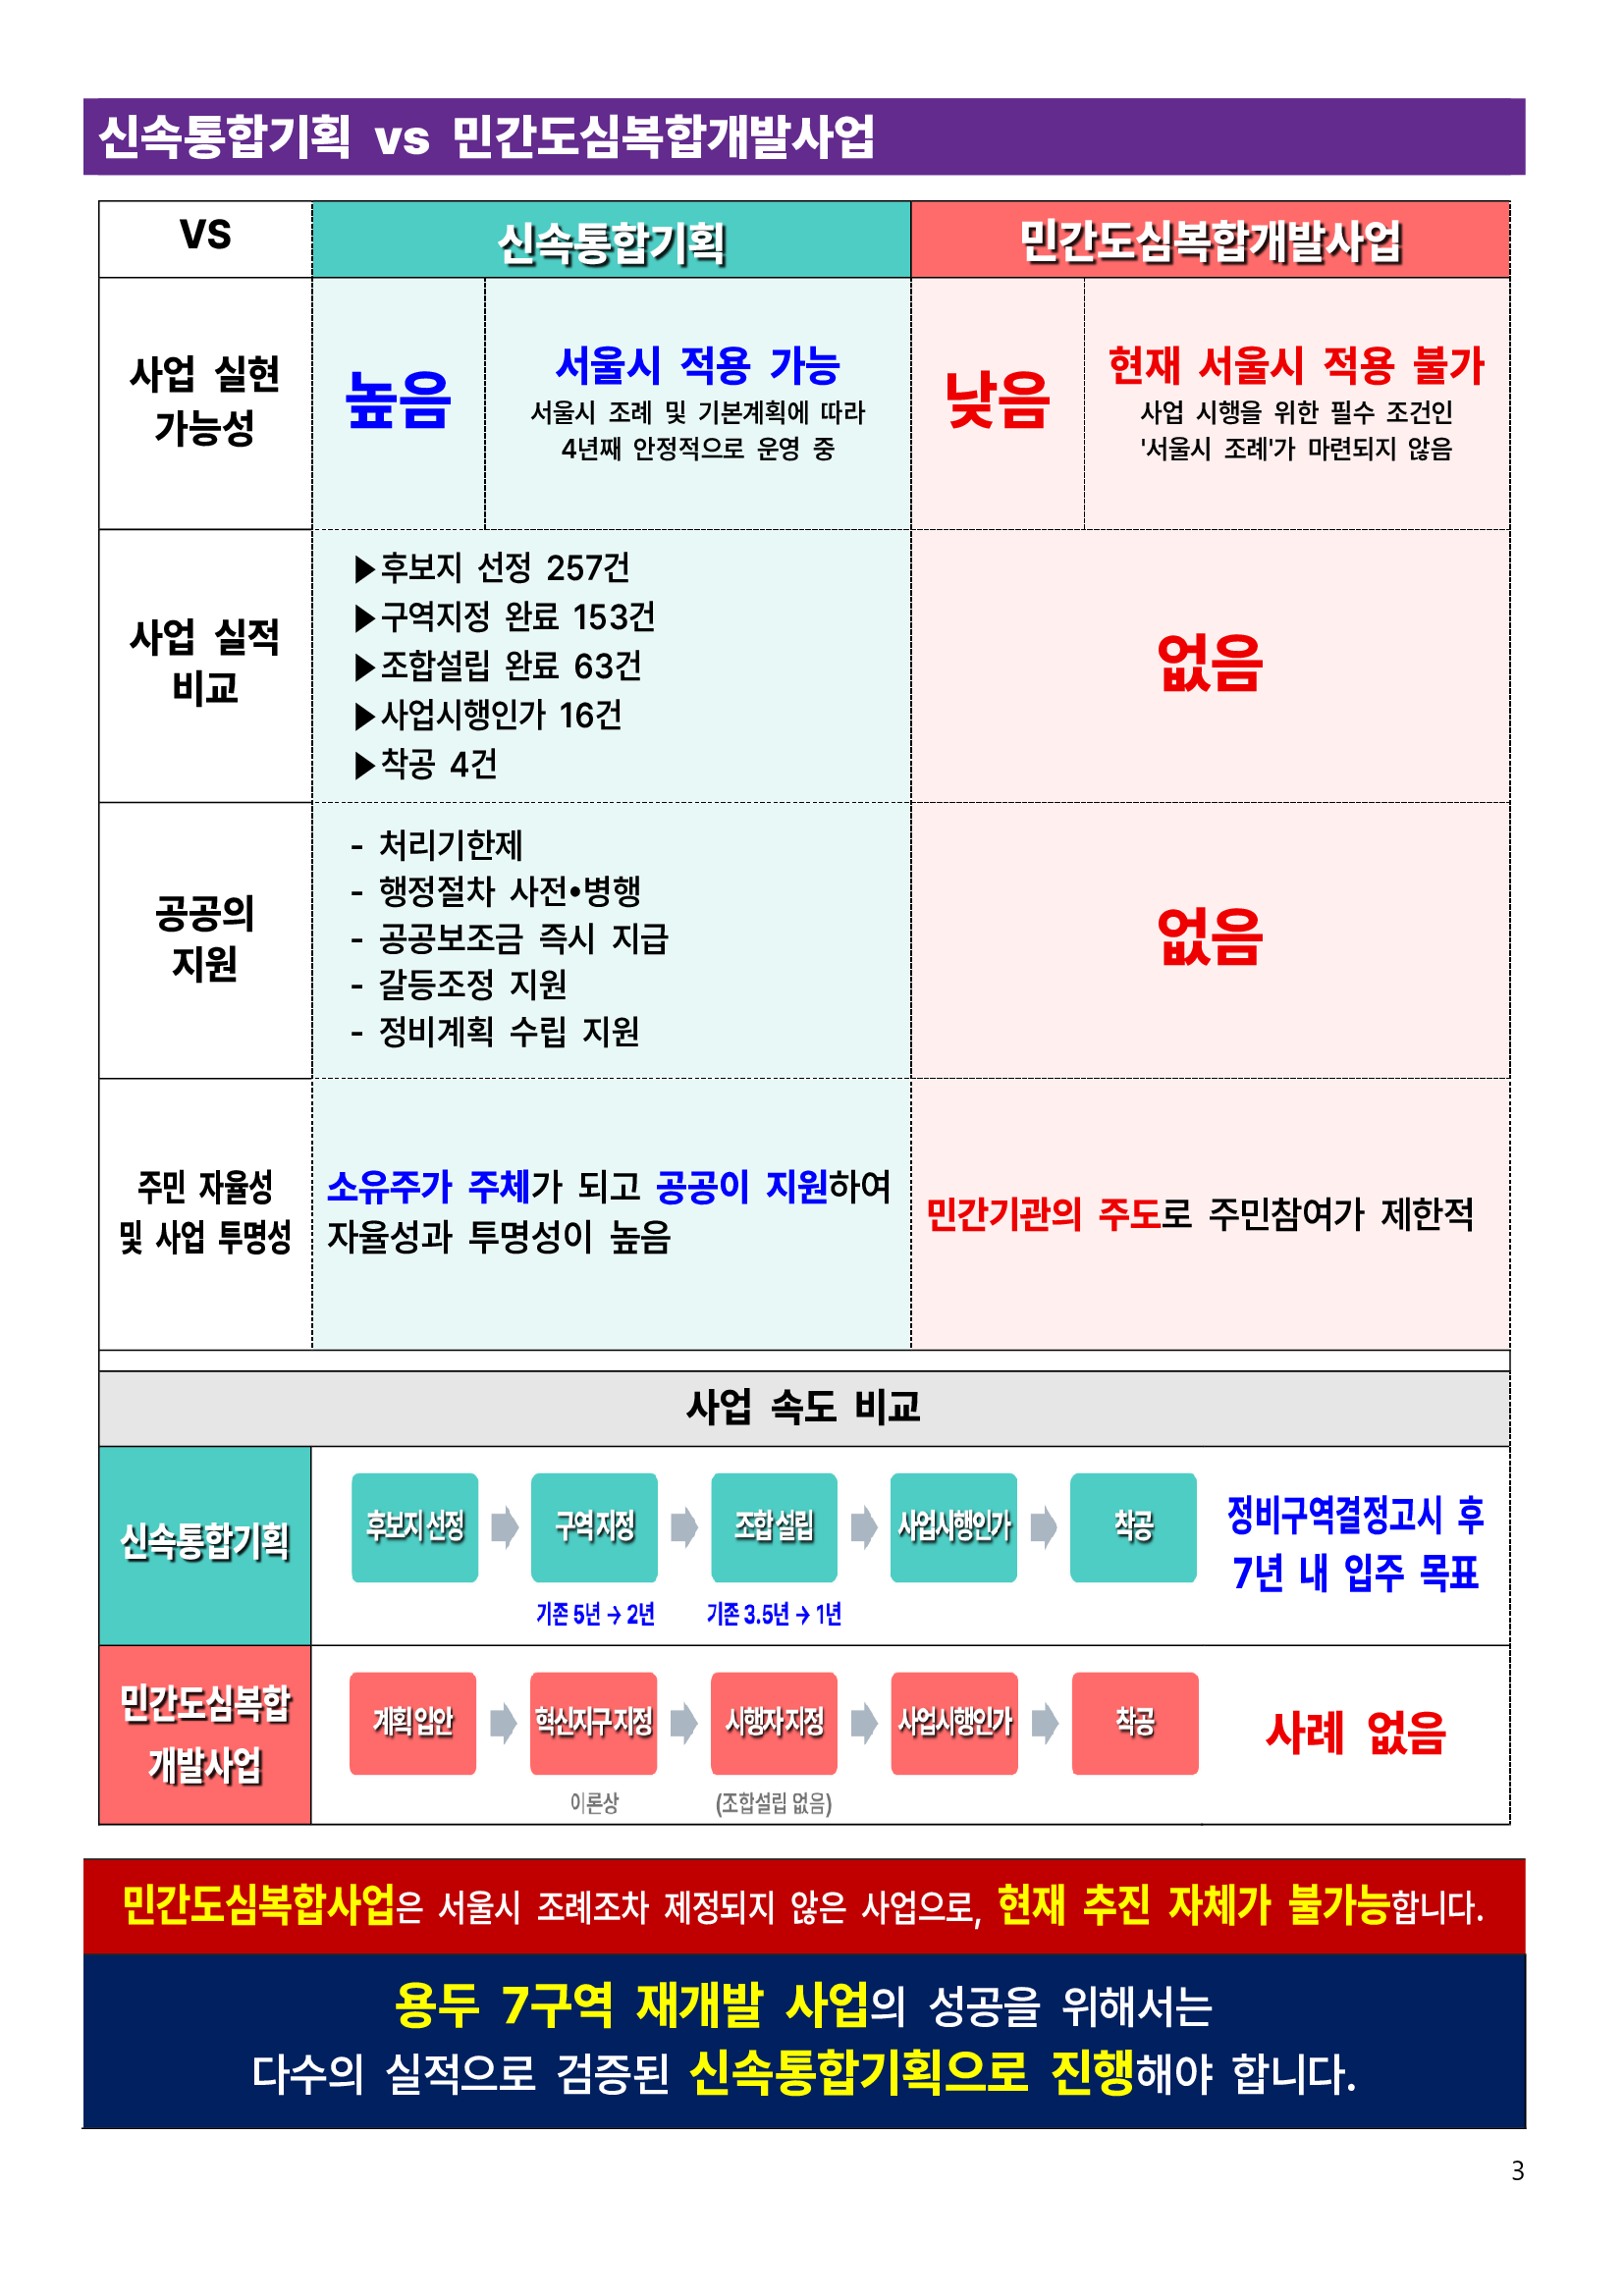 신속통합기획 vs 민간도심복합개발사업
VS
신속통합기획
민간도심복합개발사업
사업 실현
가능성
높음
서울시 적용 가능
서울시 조례 및 기본계획에 따라
4년째 안정적으로 운영 중
낮음
현재 서울시 적용 불가
사업 시행을 위한 필수 조건인
'서울시 조례'가 마련되지 않음
사업 실적
비교
▶후보지 선정 257건
▶구역지정 완료 153건
▶조합설립 완료 63건
▶사업시행인가 16건
▶착공 4건
없음
공공의
지원
- 처리기한제
- 행정절차 사전•병행
- 공공보조금 즉시 지급
- 갈등조정 지원
- 정비계획 수립 지원
없음
주민 자율성
및 사업 투명성
소유주가 주체가 되고 공공이 지원하여
자율성과 투명성이 높음
민간기관의 주도로 주민참여가 제한적
사업 속도 비교
신속통합기획
후보지 선정
구역 지정
조합 설립
사업시행인가
착공
기존 5년 → 2년
기존 3.5년 → 1년
정비구역결정고시 후
7년 내 입주 목표
민간도심복합
개발사업
계획 입안
혁신지구 지정
시행자 지정
사업시행인가
착공
이론상
(조합설립 없음)
사례 없음
민간도심복합사업은 서울시 조례조차 제정되지 않은 사업으로, 현재 추진 자체가 불가능합니다.
용두 7구역 재개발 사업의 성공을 위해서는
다수의 실적으로 검증된 신속통합기획으로 진행해야 합니다.
3